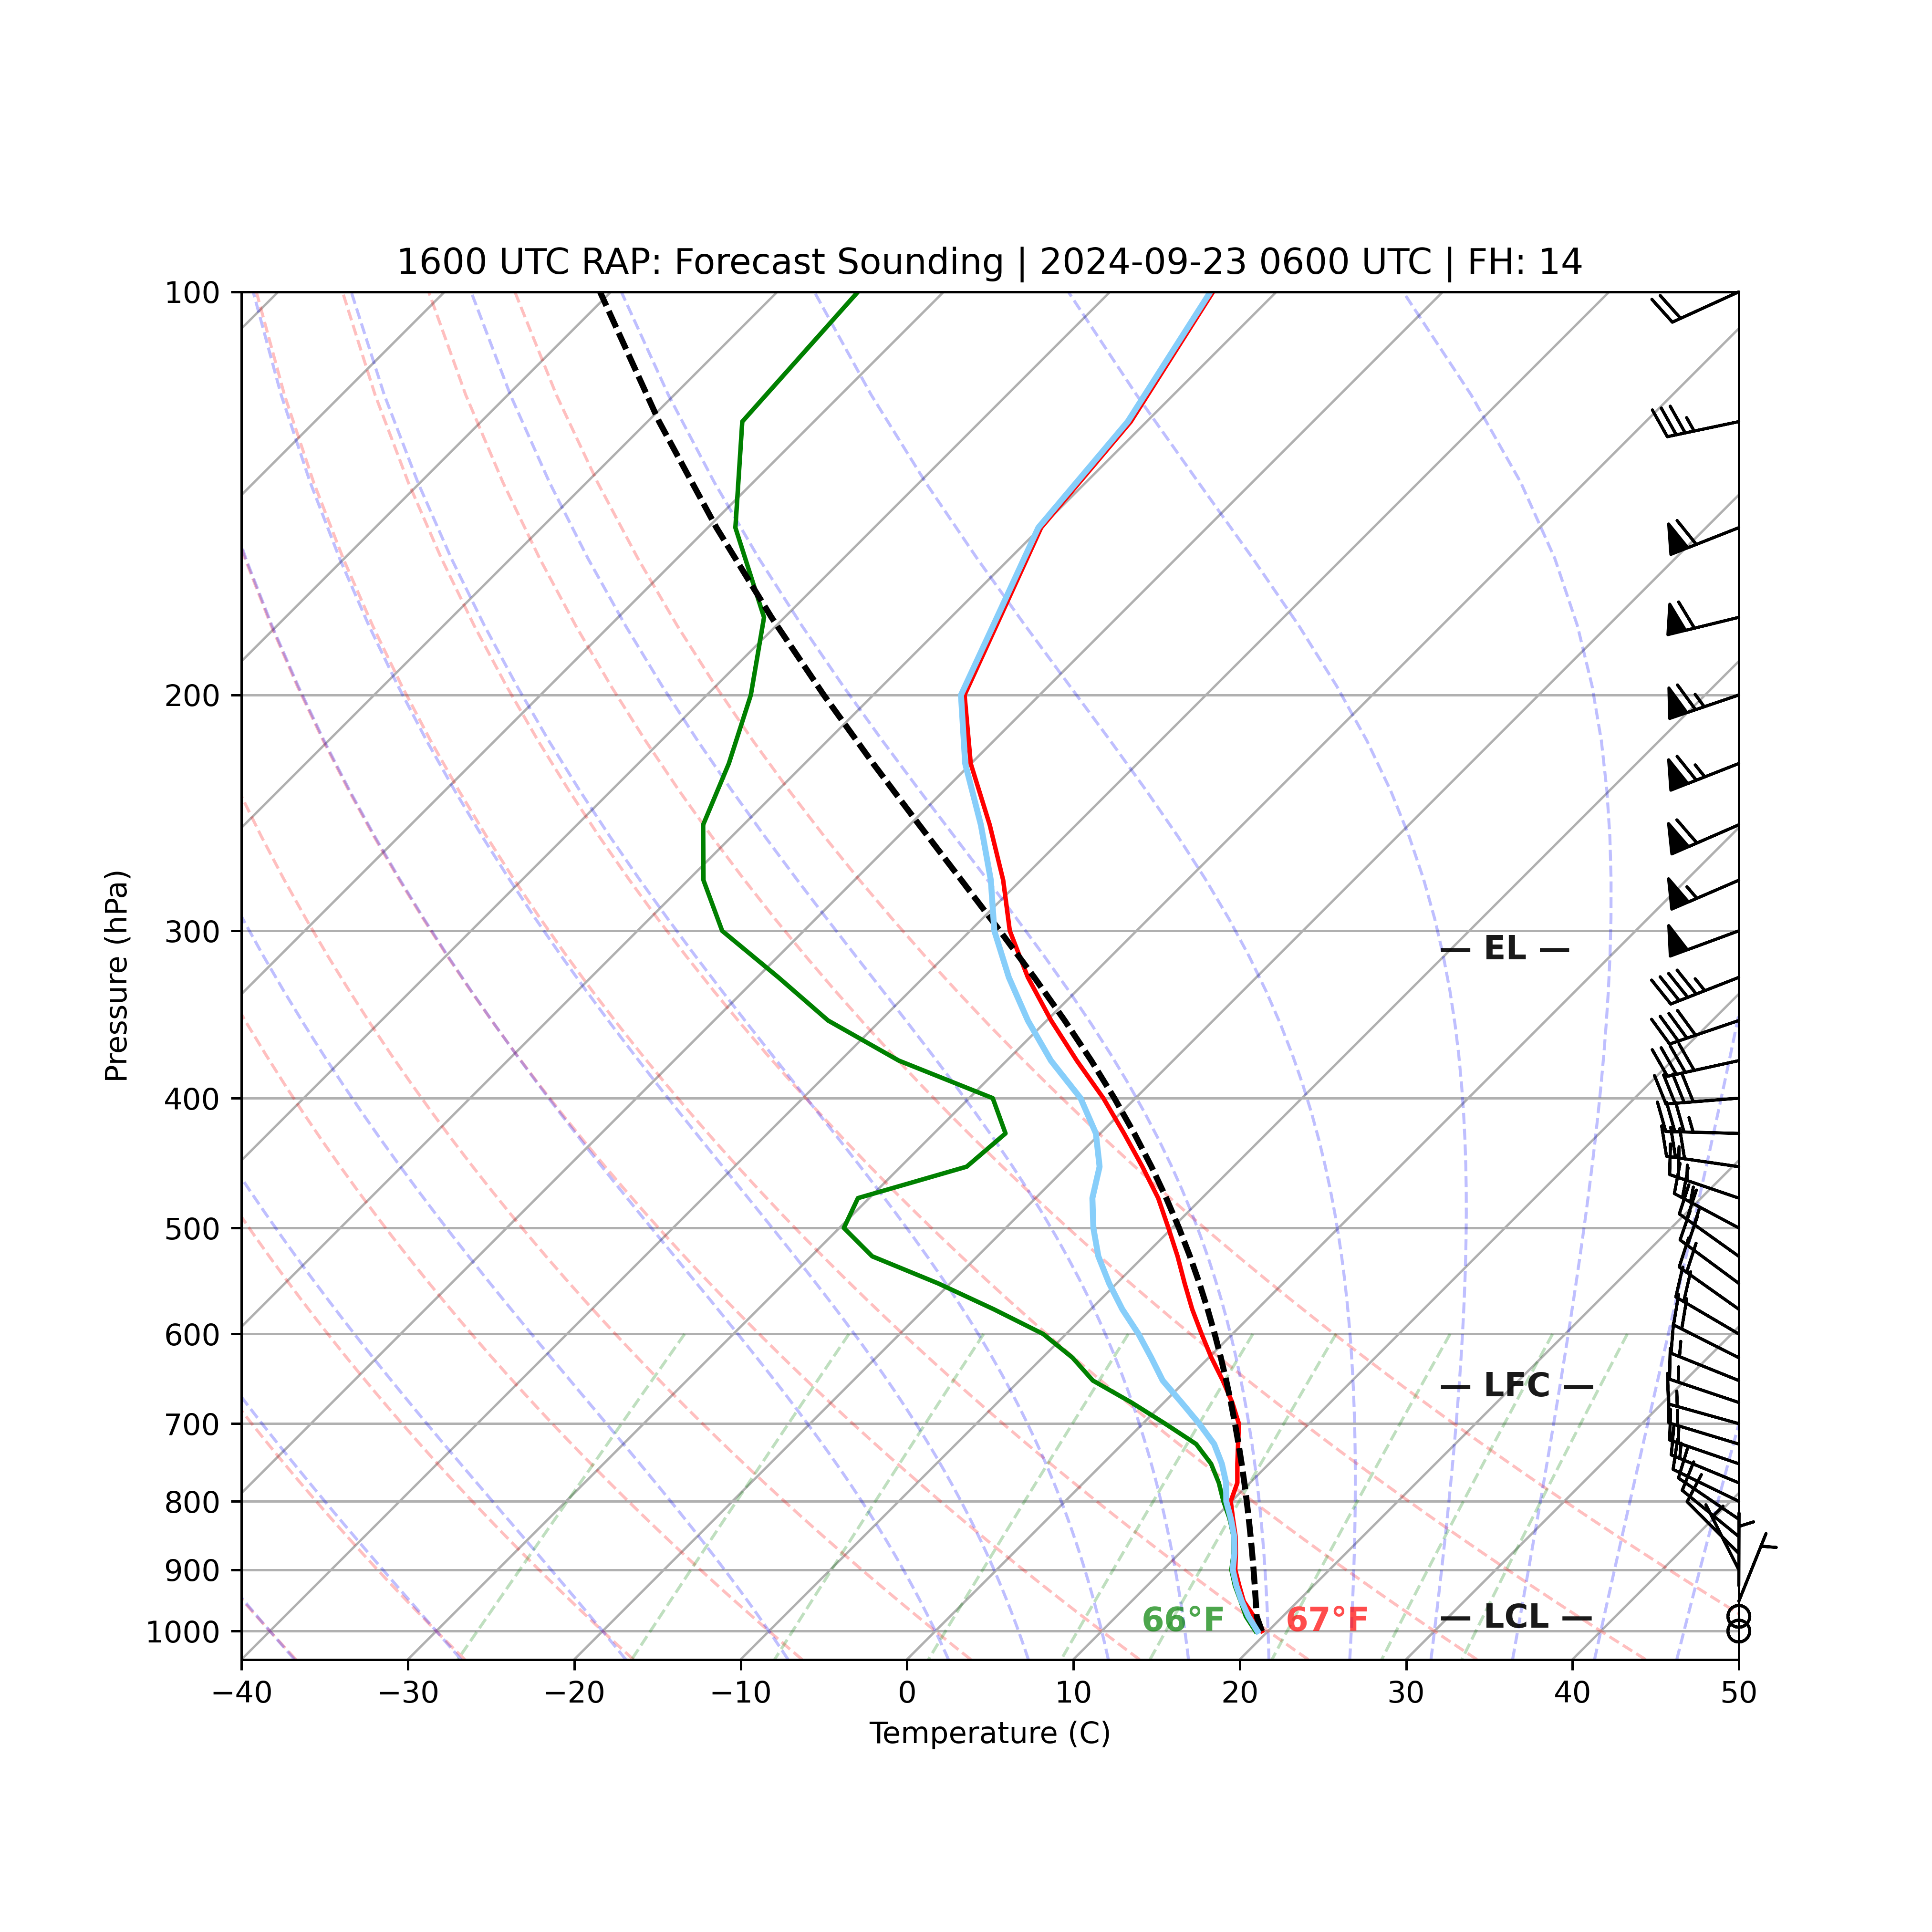 1600 UTC RAP: Forecast Sounding | 2024-09-23 0600 UTC | FH: 14
100
200
300
— EL —
400
500
600
— LFC —
700
800
900
66°F 67°F — LCL —
1000
−40 −30 −20 −10 0 10 20 30 40 50
Temperature (C)
Pressure (hPa)